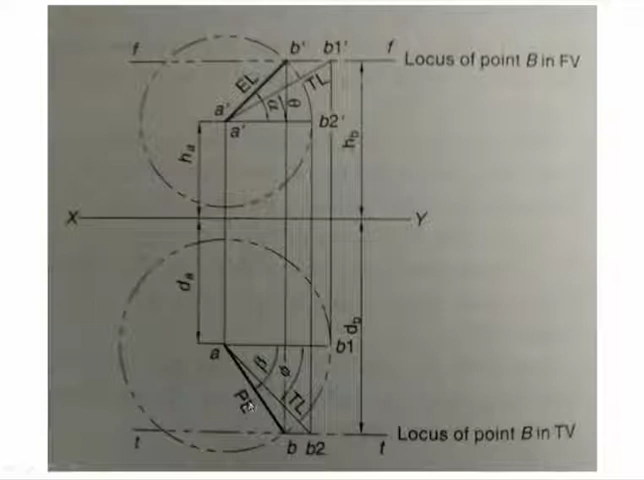 f b' b1' f Locus of point B in FV
EL TL
a' α θ
a' b2'
h_a h_b
X Y
d_a d_b
a b1
β φ
PE TL
t b b2 t Locus of point B in TV